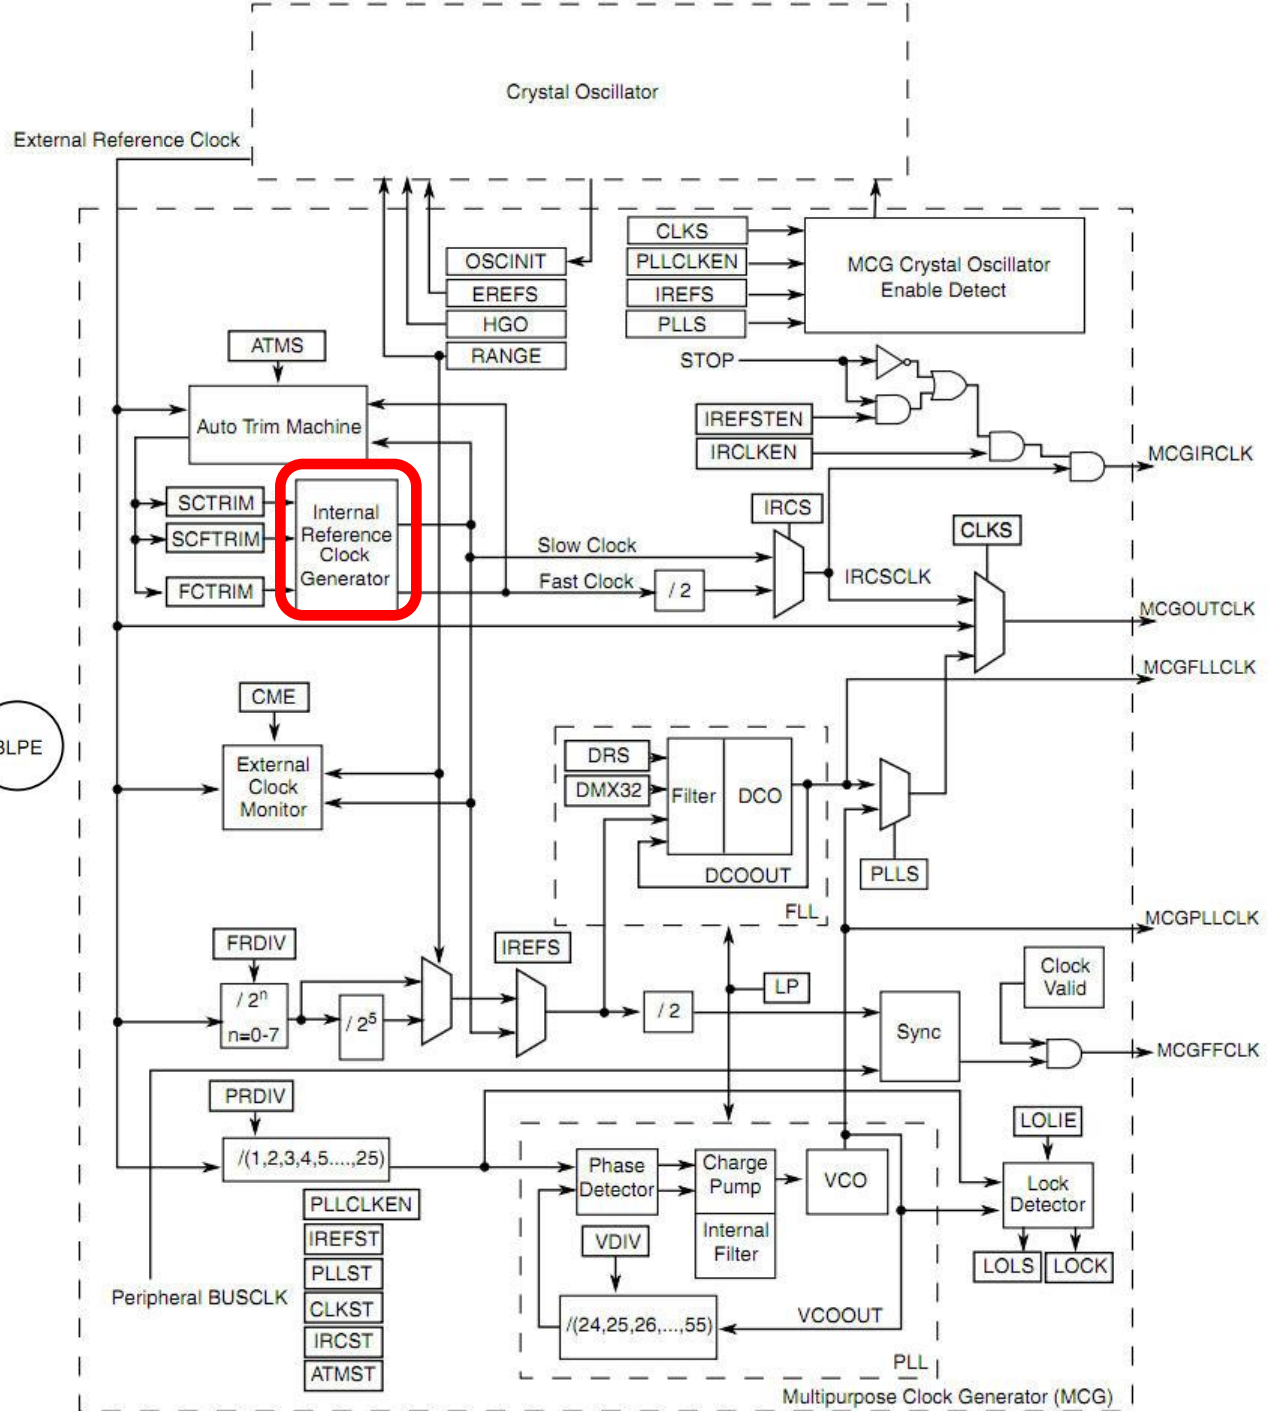 Crystal Oscillator
External Reference Clock
OSCINIT
EREFS
HGO
RANGE
CLKS
PLLCLKEN
IREFS
PLLS
MCG Crystal Oscillator
Enable Detect
STOP
IREFSTEN
IRCLKEN
MCGIRCLK
ATMS
Auto Trim Machine
SCTRIM
SCFTRIM
FCTRIM
Internal
Reference
Clock
Generator
Slow Clock
Fast Clock
/ 2
IRCS
IRCSCLK
CLKS
MCGOUTCLK
MCGFLLCLK
BLPE
CME
External
Clock
Monitor
DRS
DMX32
Filter
DCO
DCOOUT
FLL
PLLS
MCGPLLCLK
FRDIV
/ 2ⁿ
n=0-7
/ 2⁵
IREFS
/ 2
LP
Sync
Clock
Valid
MCGFFCLK
PRDIV
/(1,2,3,4,5....,25)
Phase
Detector
Charge
Pump
Internal
Filter
VCO
VDIV
/(24,25,26,...,55)
VCOOUT
PLL
LOLIE
Lock
Detector
LOLS
LOCK
PLLCLKEN
IREFST
PLLST
CLKST
IRCST
ATMST
Peripheral BUSCLK
Multipurpose Clock Generator (MCG)